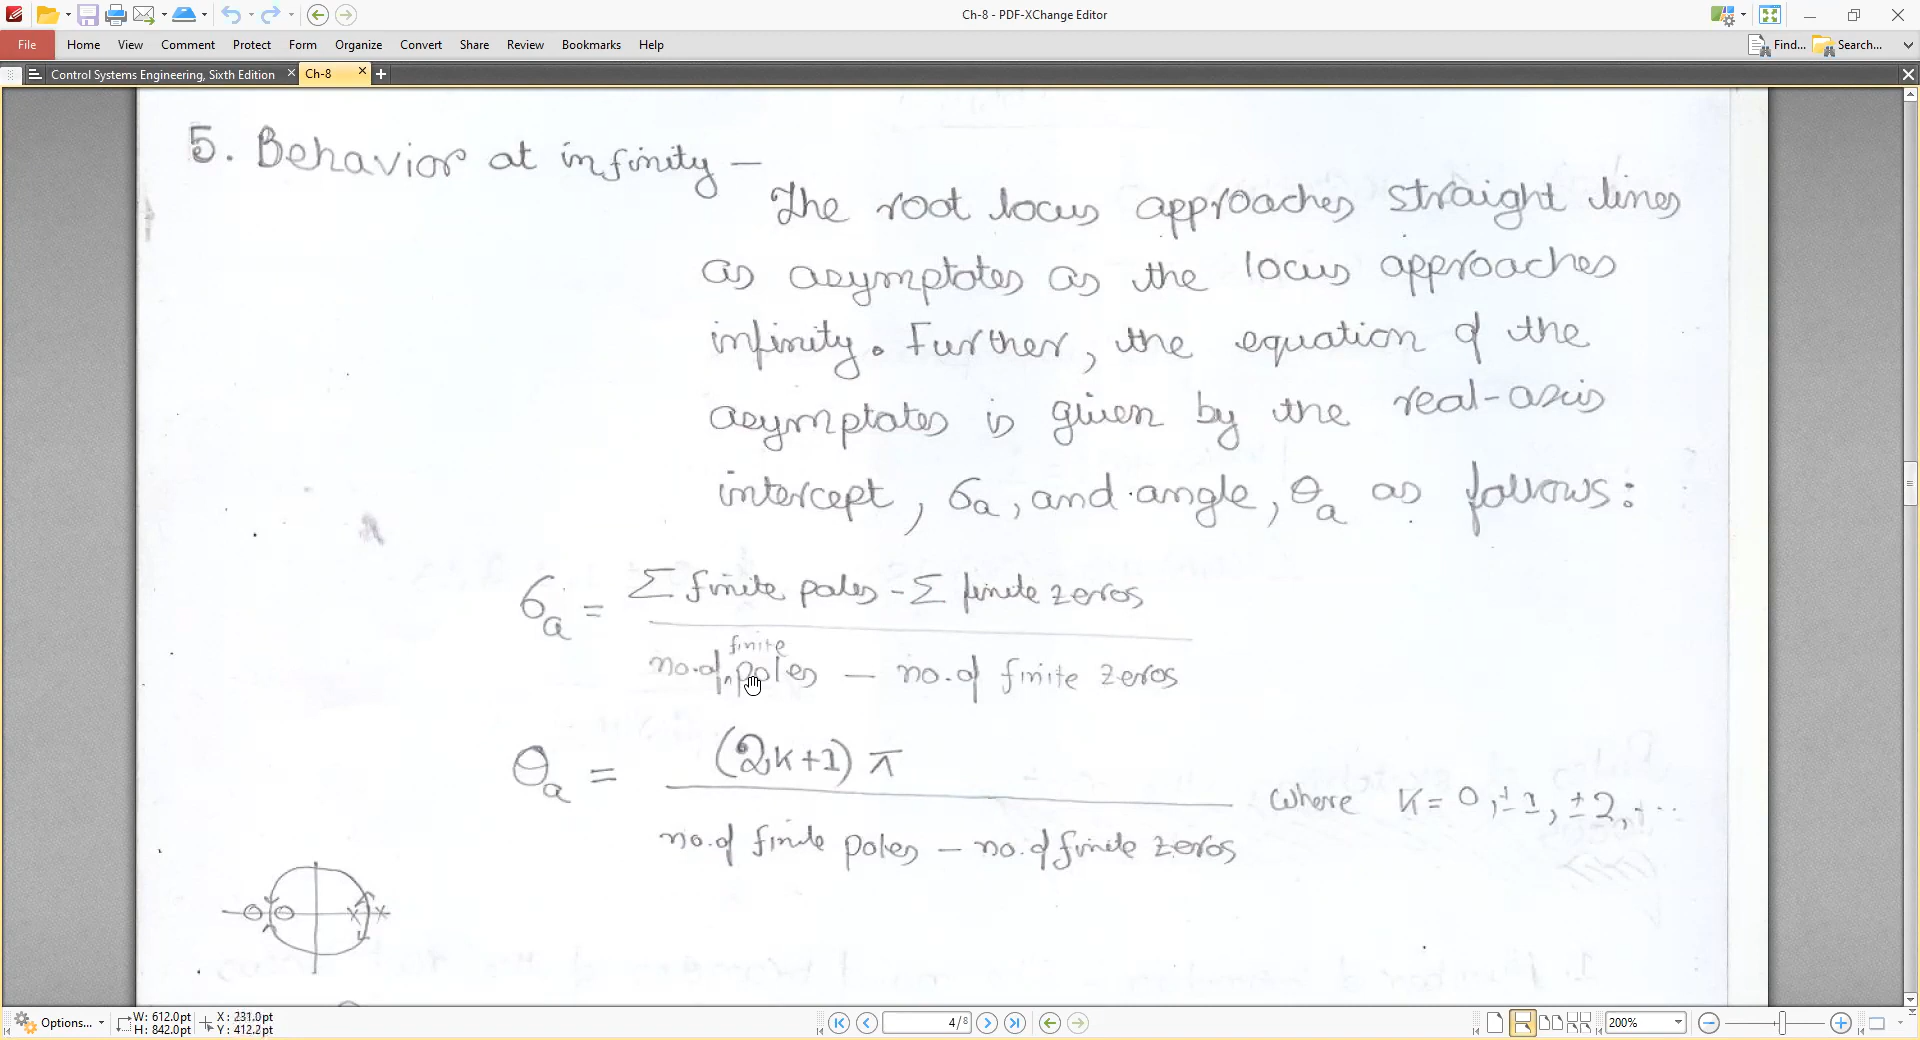 Ch-8 - PDF-XChange Editor
File Home View Comment Protect Form Organize Convert Share Review Bookmarks Help
Find... Search...
Control Systems Engineering, Sixth Edition Ch-8
5. Behavior at infinity —
The root locus approaches straight lines
as asymptotes as the locus approaches
infinity. Further, the equation of the
asymptotes is given by the real-axis
intercept, σa, and angle, θa as follows:
σa = Σ finite poles - Σ finite zeros
finite
no. of poles — no. of finite zeros
θa = (2k+1) π
where k = 0, ±1, ±2, ...
no. of finite poles — no. of finite zeros
Options... W: 612.0pt X: 231.0pt
H: 842.0pt Y: 412.2pt
4/8
200%